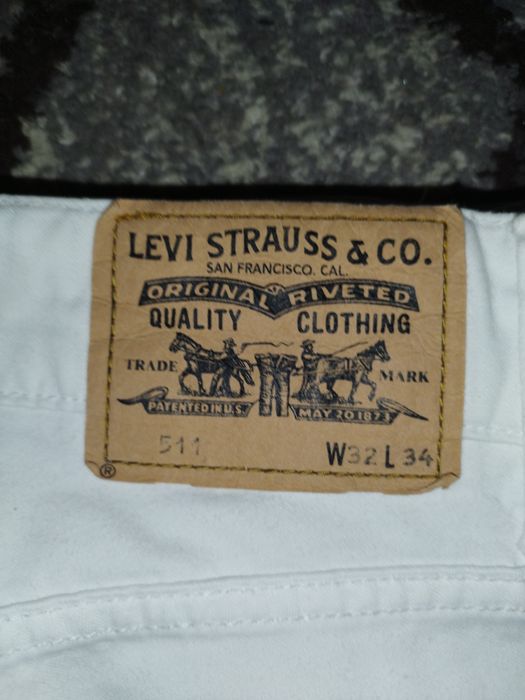 LEVI STRAUSS & CO.
SAN FRANCISCO. CAL.
ORIGINAL RIVETED
QUALITY CLOTHING
TRADE MARK
PATENTED IN U.S. MAY 20 1873
511 W32 L 34
®